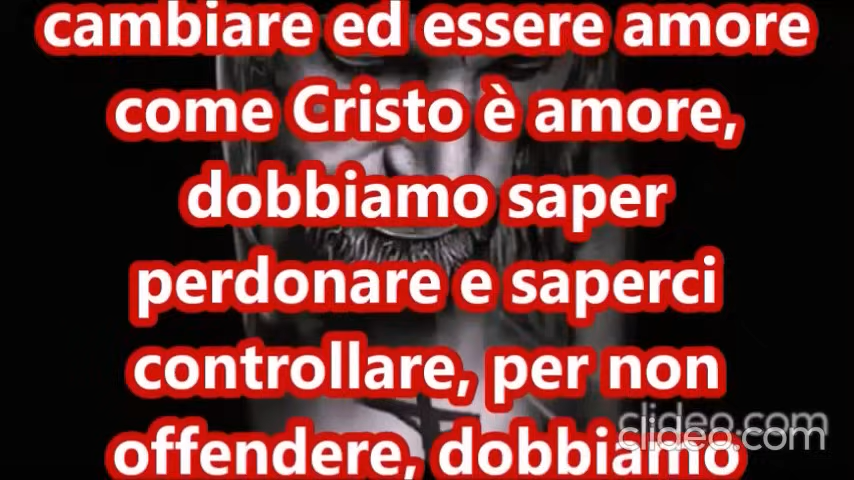 cambiare ed essere amore
come Cristo è amore,
dobbiamo saper
perdonare e saperci
controllare, per non
offendere, dobbiamo
clideo.com
clideo.com